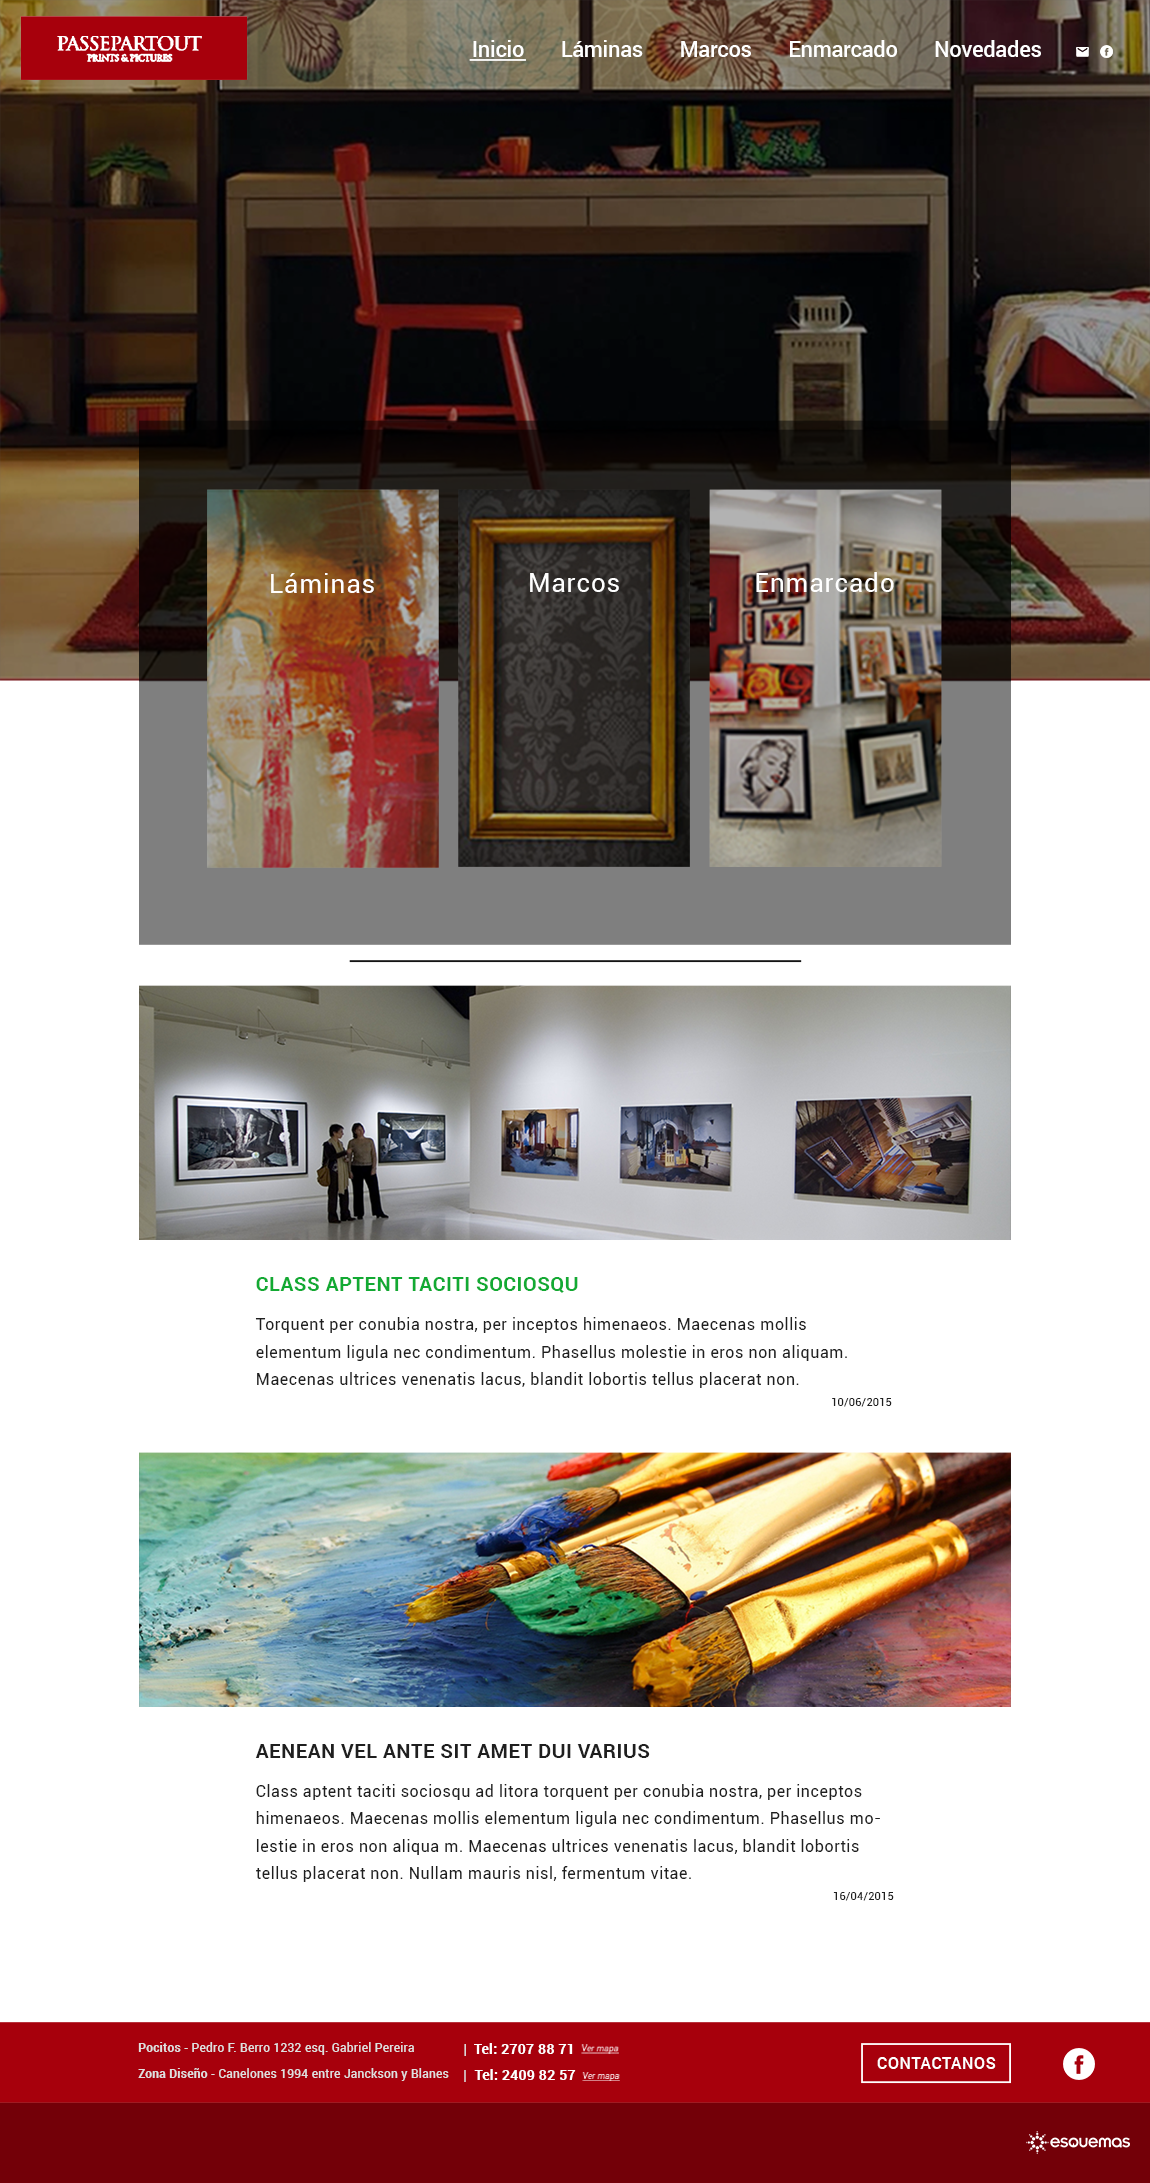 PASSEPARTOUT
PRINTS & PICTURES
Inicio Láminas Marcos Enmarcado Novedades
Láminas
Marcos
Enmarcado
CLASS APTENT TACITI SOCIOSQU
Torquent per conubia nostra, per inceptos himenaeos. Maecenas mollis
elementum ligula nec condimentum. Phasellus molestie in eros non aliquam.
Maecenas ultrices venenatis lacus, blandit lobortis tellus placerat non.
10/06/2015
AENEAN VEL ANTE SIT AMET DUI VARIUS
Class aptent taciti sociosqu ad litora torquent per conubia nostra, per inceptos
himenaeos. Maecenas mollis elementum ligula nec condimentum. Phasellus mo-
lestie in eros non aliqua m. Maecenas ultrices venenatis lacus, blandit lobortis
tellus placerat non. Nullam mauris nisl, fermentum vitae.
16/04/2015
Pocitos - Pedro F. Berro 1232 esq. Gabriel Pereira | Tel: 2707 88 71 Ver mapa
Zona Diseño - Canelones 1994 entre Janckson y Blanes | Tel: 2409 82 57 Ver mapa
CONTACTANOS
esquemas